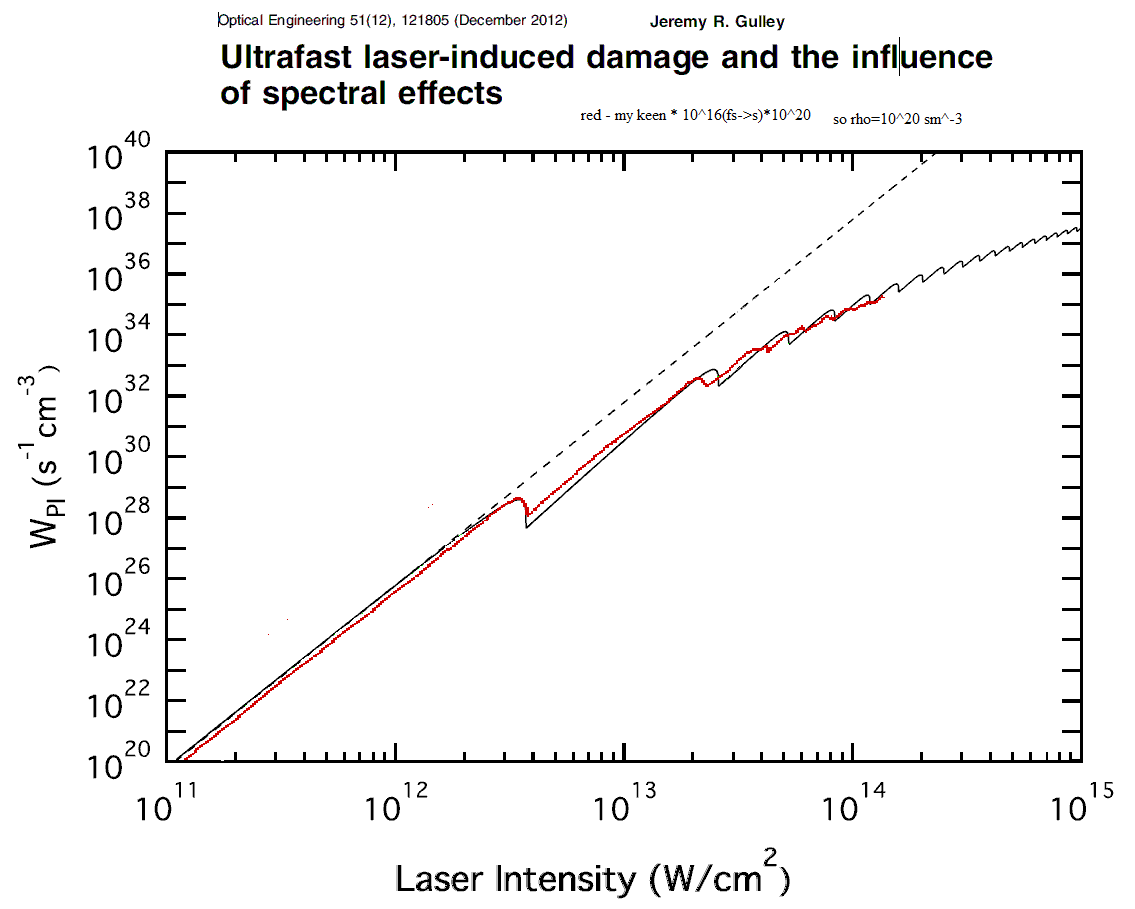 Optical Engineering 51(12), 121805 (December 2012) Jeremy R. Gulley
Ultrafast laser-induced damage and the influence
of spectral effects
red - my keen * 10^16(fs->s)*10^20 so rho=10^20 sm^-3
10^40
10^38
10^36
10^34
10^32
10^30
10^28
10^26
10^24
10^22
10^20
W_PI (s^-1 cm^-3)
10^11 10^12 10^13 10^14 10^15
Laser Intensity (W/cm^2)